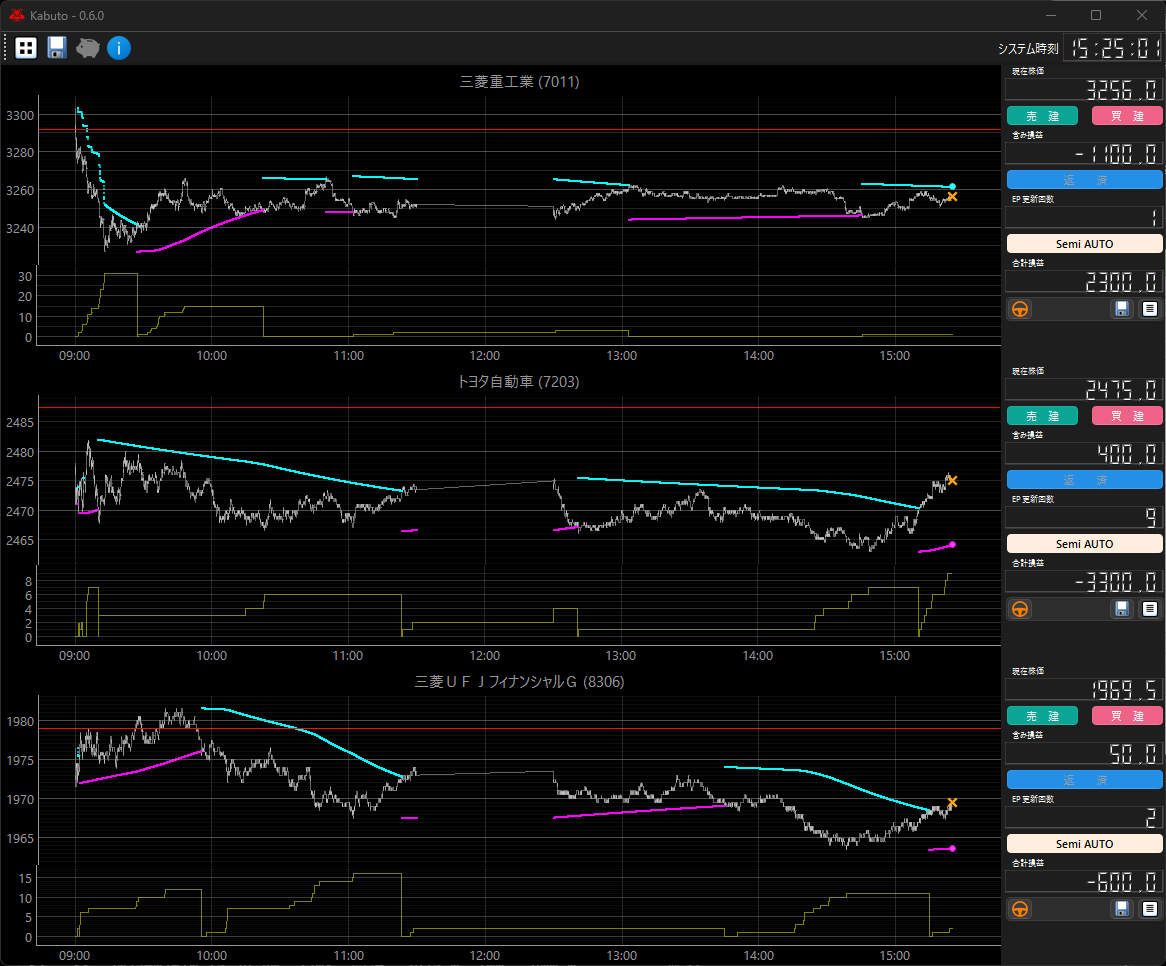 Kabuto - 0.6.0
システム時刻 15:25:01
三菱重工業 (7011)
3300
3280
3260
3240
30
20
10
0
09:00 10:00 11:00 12:00 13:00 14:00 15:00
現在株価
3256.0
売 建 買 建
含み損益
-1100.0
返 済
EP 更新回数
1
Semi AUTO
合計損益
2300.0
トヨタ自動車 (7203)
2485
2480
2475
2470
2465
8
6
4
2
0
09:00 10:00 11:00 12:00 13:00 14:00 15:00
現在株価
2475.0
売 建 買 建
含み損益
400.0
返 済
EP 更新回数
9
Semi AUTO
合計損益
-3300.0
三菱ＵＦＪフィナンシャルＧ (8306)
1980
1975
1970
1965
15
10
5
0
09:00 10:00 11:00 12:00 13:00 14:00 15:00
現在株価
1969.5
売 建 買 建
含み損益
50.0
返 済
EP 更新回数
2
Semi AUTO
合計損益
-600.0